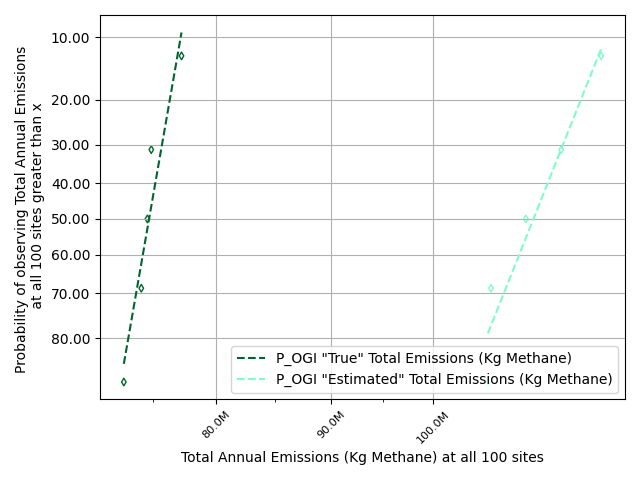 Probability of observing Total Annual Emissions
at all 100 sites greater than x
10.00
20.00
30.00
40.00
50.00
60.00
70.00
80.00
P_OGI "True" Total Emissions (Kg Methane)
P_OGI "Estimated" Total Emissions (Kg Methane)
80.0M
90.0M
100.0M
Total Annual Emissions (Kg Methane) at all 100 sites